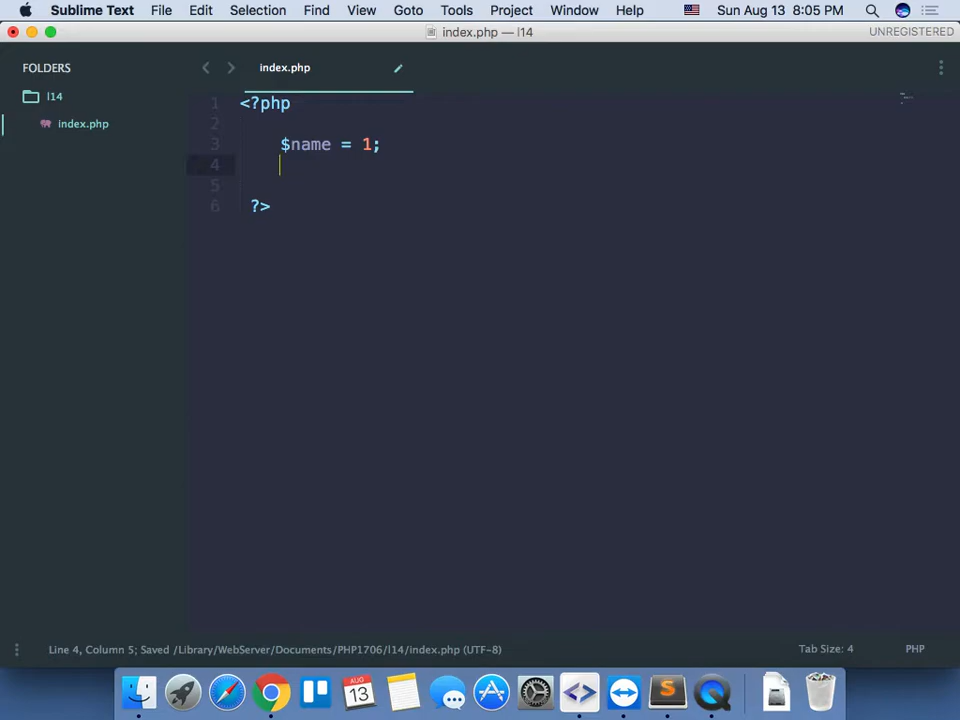 Sublime Text File Edit Selection Find View Goto Tools Project Window Help Sun Aug 13 8:05 PM
index.php — l14 UNREGISTERED
FOLDERS
l14
index.php
index.php
1 <?php
2
3 $name = 1;
4
5
6 ?>
Line 4, Column 5; Saved /Library/WebServer/Documents/PHP1706/l14/index.php (UTF-8) Tab Size: 4 PHP
AUG
13